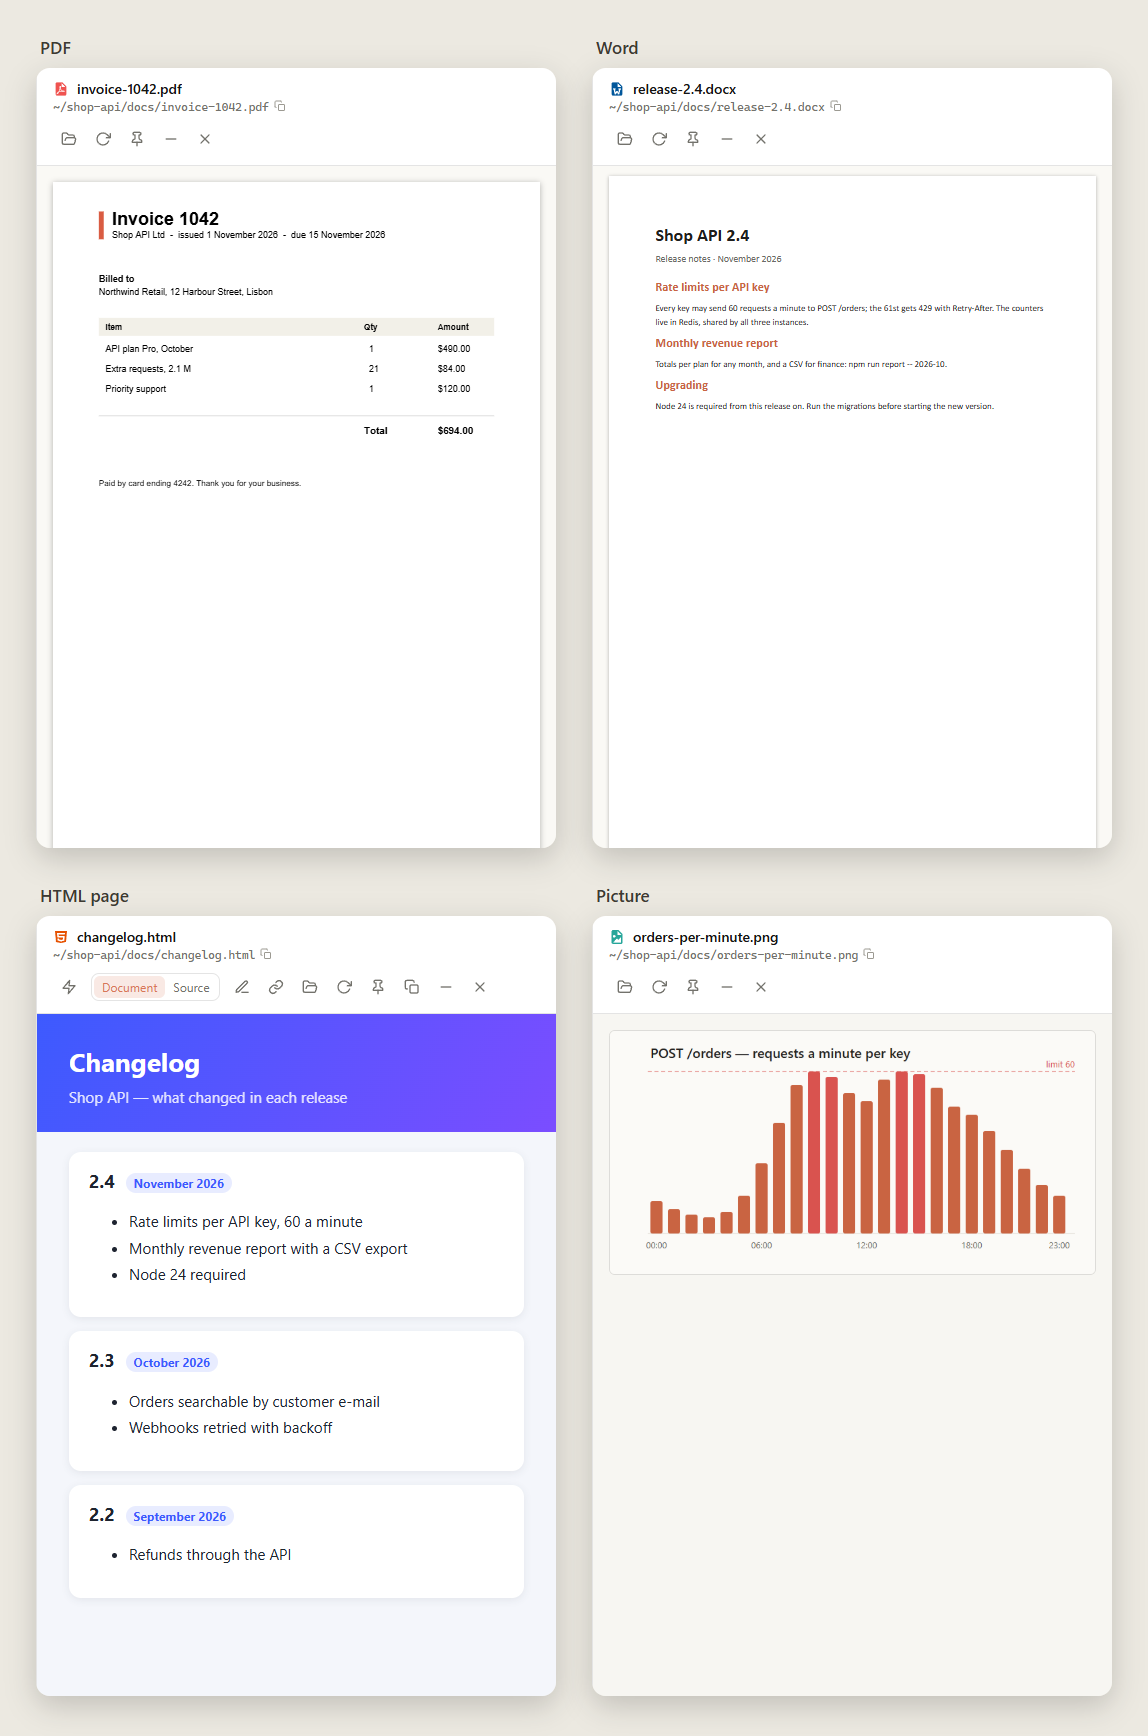 PDF
invoice-1042.pdf
~/shop-api/docs/invoice-1042.pdf
Invoice 1042
Shop API Ltd - issued 1 November 2026 - due 15 November 2026
Billed to
Northwind Retail, 12 Harbour Street, Lisbon
Item Qty Amount
API plan Pro, October 1 $490.00
Extra requests, 2.1 M 21 $84.00
Priority support 1 $120.00
Total $694.00
Paid by card ending 4242. Thank you for your business.
Word
release-2.4.docx
~/shop-api/docs/release-2.4.docx
Shop API 2.4
Release notes · November 2026
Rate limits per API key
Every key may send 60 requests a minute to POST /orders; the 61st gets 429 with Retry-After. The counters
live in Redis, shared by all three instances.
Monthly revenue report
Totals per plan for any month, and a CSV for finance: npm run report -- 2026-10.
Upgrading
Node 24 is required from this release on. Run the migrations before starting the new version.
HTML page
changelog.html
~/shop-api/docs/changelog.html
Document Source
Changelog
Shop API — what changed in each release
2.4 November 2026
• Rate limits per API key, 60 a minute
• Monthly revenue report with a CSV export
• Node 24 required
2.3 October 2026
• Orders searchable by customer e-mail
• Webhooks retried with backoff
2.2 September 2026
• Refunds through the API
Picture
orders-per-minute.png
~/shop-api/docs/orders-per-minute.png
POST /orders — requests a minute per key
limit 60
00:00 06:00 12:00 18:00 23:00